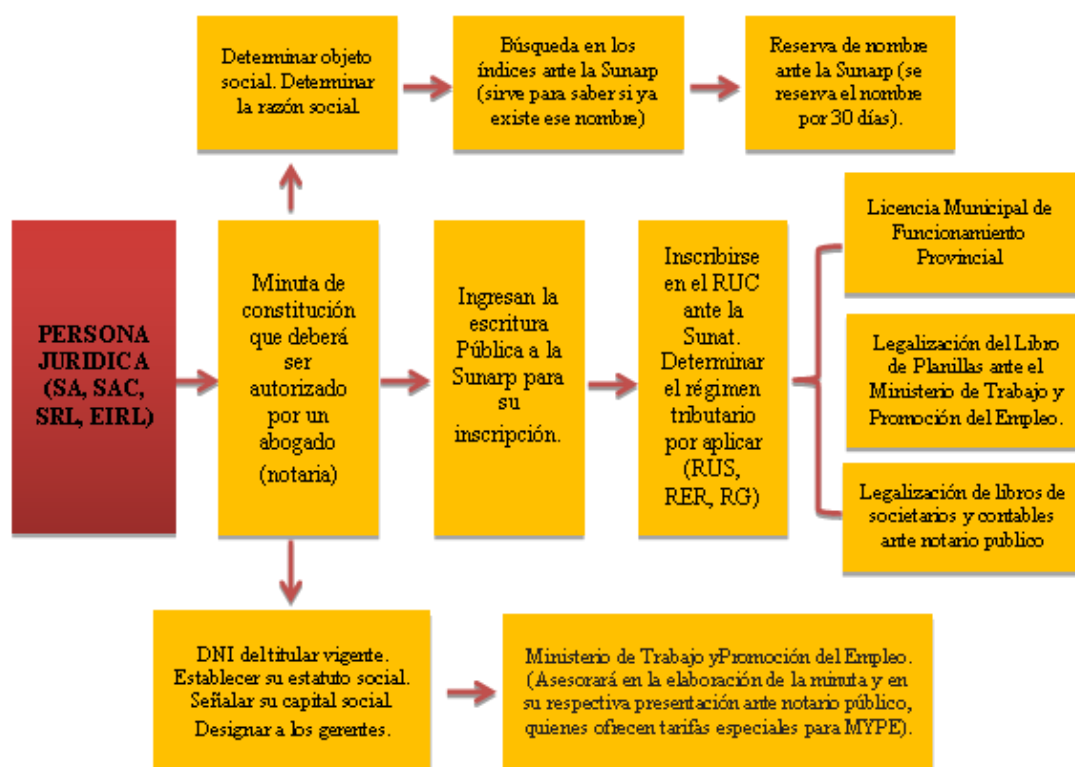 Determinar objeto
social. Determinar
la razón social
Búsqueda en los
índices ante la Sunarp
(sirve para saber si ya
existe ese nombre)
Reserva de nombre
ante la Sunarp (se
reserva el nombre
por 30 días).
PERSONA
JURIDICA
(SA, SAC,
SRL, EIRL)
Minuta de
constitución
que deberá
ser
autorizado
por un
abogado
(notaria)
Ingresan la
escritura
Pública a la
Sunarp para
su
inscripción.
Inscribirse
en el RUC
ante la
Sunat.
Determinar
el régimen
tributario
por aplicar
(RUS,
RER, RG)
Licencia Municipal de
Funcionamiento
Provincial
Legalización del Libro
de Planillas ante el
Ministerio de Trabajo y
Promoción del Empleo.
Legalización de libros de
societarios y contables
ante notario publico
DNI del titular vigente.
Establecer su estatuto social.
Señalar su capital social
Designar a los gerentes.
Ministerio de Trabajo yPromoción del Empleo.
(Asesorará en la elaboración de la minuta y en
su respectiva presentación ante notario público,
quienes ofrecen tarifas especiales para MYPE).